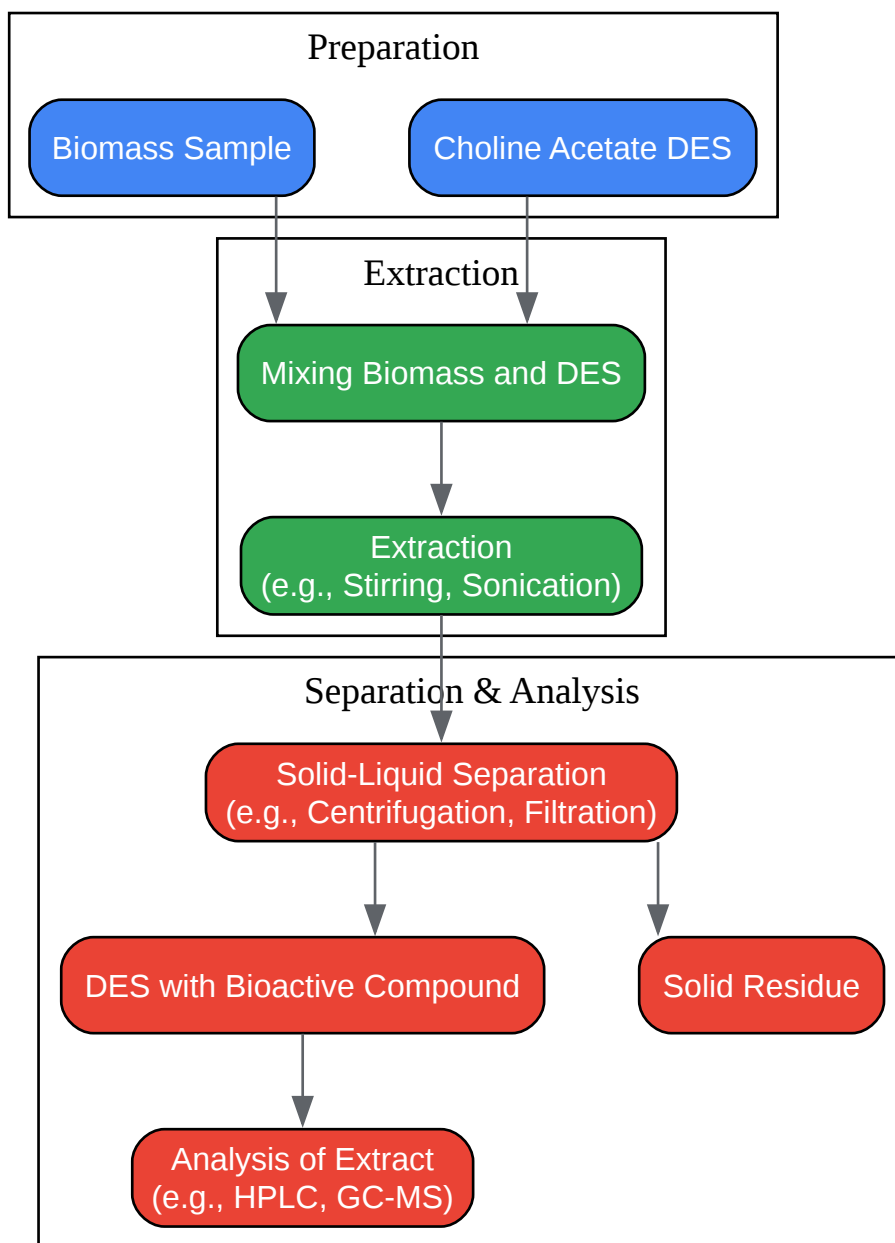 Preparation
Biomass Sample
Choline Acetate DES
Extraction
Mixing Biomass and DES
Extraction
(e.g., Stirring, Sonication)
Separation & Analysis
Solid-Liquid Separation
(e.g., Centrifugation, Filtration)
DES with Bioactive Compound
Solid Residue
Analysis of Extract
(e.g., HPLC, GC-MS)